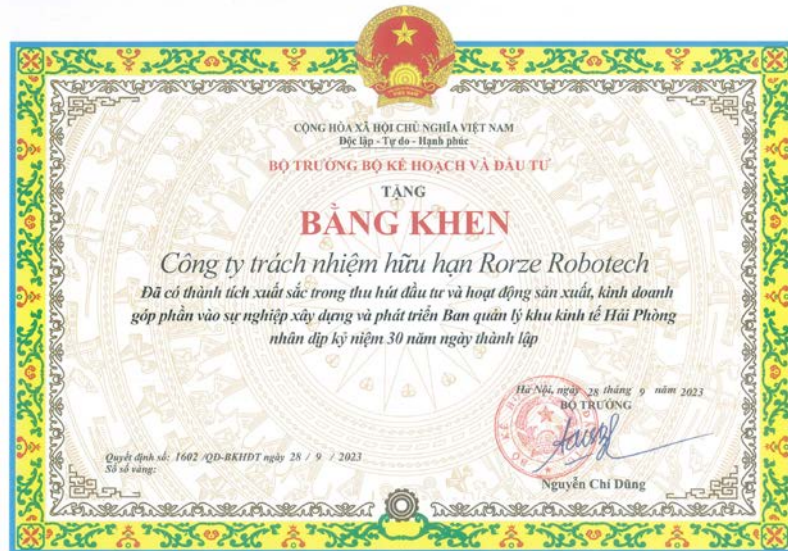 CỘNG HÒA XÃ HỘI CHỦ NGHĨA VIỆT NAM
Độc lập - Tự do - Hạnh phúc
BỘ TRƯỞNG BỘ KẾ HOẠCH VÀ ĐẦU TƯ
TẶNG
BẰNG KHEN
Công ty trách nhiệm hữu hạn Rorze Robotech
Đã có thành tích xuất sắc trong thu hút đầu tư và hoạt động sản xuất, kinh doanh
góp phần vào sự nghiệp xây dựng và phát triển Ban quản lý khu kinh tế Hải Phòng
nhân dịp kỷ niệm 30 năm ngày thành lập
Hà Nội, ngày 28 tháng 9 năm 2023
BỘ TRƯỞNG
Quyết định số: 1602 /QĐ-BKHĐT ngày 28 / 9 / 2023
Số sổ vàng:
Nguyễn Chí Dũng